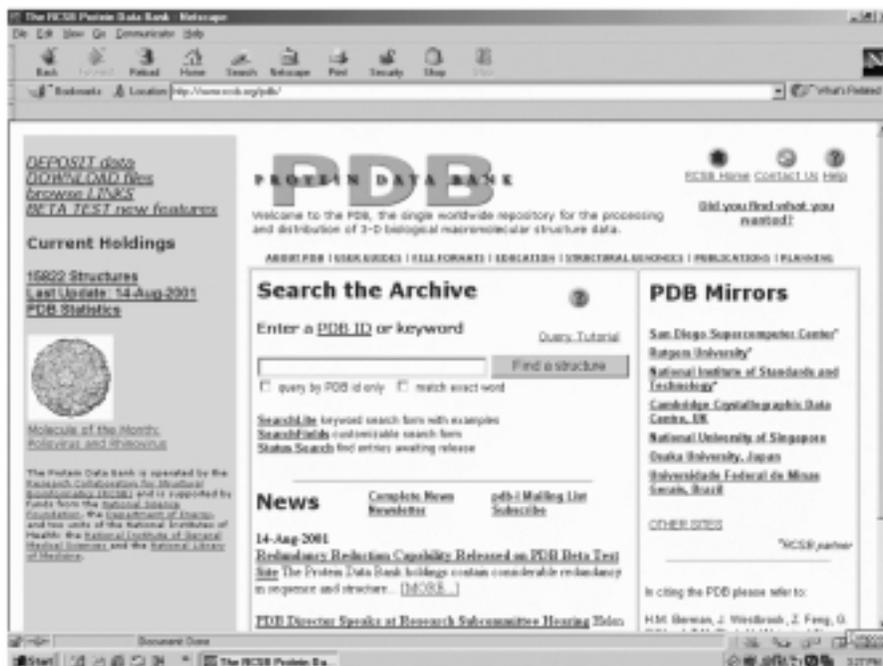 The RCSB Protein Data Bank - Netscape
File Edit View Go Communicator Help
Back Forward Reload Home Search Netscape Print Security Shop Stop
Bookmarks Location http://www.rcsb.org/pdb/ What's Related
DEPOSIT data
DOWNLOAD files
browse LINKS
BETA TEST new features
Current Holdings
15822 Structures
Last Update: 14-Aug-2001
PDB Statistics
Molecule of the Month:
Poliovirus and Rhinovirus
The Protein Data Bank is operated by the
Research Collaboratory for Structural
Bioinformatics (RCSB) and is supported by
funds from the National Science
Foundation, the Department of Energy,
and two units of the National Institutes of
Health: the National Institute of General
Medical Sciences and the National Library
of Medicine.
PDB
PROTEIN DATA BANK
Welcome to the PDB, the single worldwide repository for the processing
and distribution of 3-D biological macromolecular structure data.
RCSB Home Contact Us Help
Did you find what you
wanted?
ABOUT PDB | USER GUIDES | FILE FORMATS | EDUCATION | STRUCTURAL GENOMICS | PUBLICATIONS | PLANNING
Search the Archive
Enter a PDB ID or keyword
Query Tutorial
Find a structure
query by PDB id only match exact word
SearchLite keyword search form with examples
SearchFields customizable search form
Status Search find entries awaiting release
News
Complete News
Newsletter
pdb-l Mailing List
Subscribe
14-Aug-2001
Redundancy Reduction Capability Released on PDB Beta Test
Site The Protein Data Bank holdings contain considerable redundancy
in sequence and structure... [MORE...]
PDB Director Speaks at Research Subcommittee Hearing Helen
PDB Mirrors
San Diego Supercomputer Center*
Rutgers University*
National Institute of Standards and
Technology*
Cambridge Crystallographic Data
Centre, UK
National University of Singapore
Osaka University, Japan
Universidade Federal de Minas
Gerais, Brazil
OTHER SITES
*RCSB partner
In citing the PDB please refer to:
H.M. Berman, J. Westbrook, Z. Feng, G.
Document: Done
Start The RCSB Protein Da... 3:27 PM